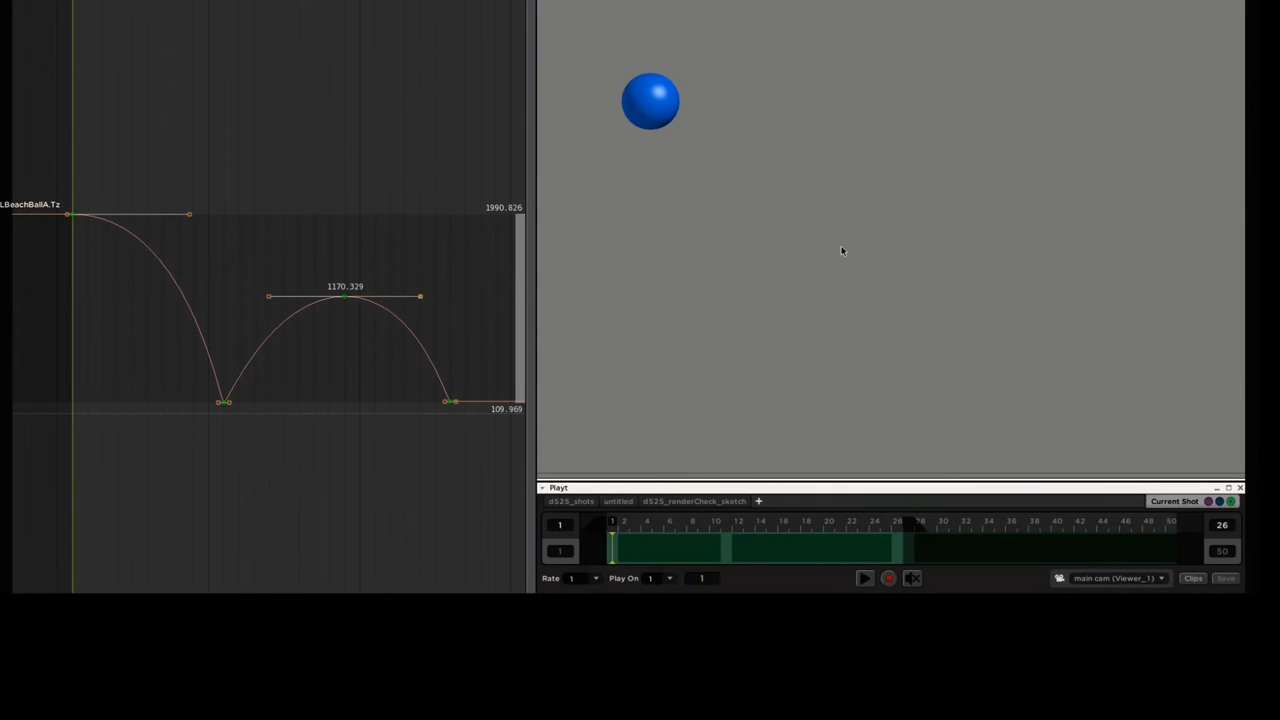 LBeachBallA.Tz
1990.826
1170.329
109.969
Playt
d525_shots untitled d525_renderCheck_sketch + Current Shot
1 1 2 4 6 8 10 12 14 16 18 20 22 24 26 28 30 32 34 36 38 40 42 44 46 48 50 26
1 50
Rate 1 Play On 1 1 main cam (Viewer_1) Clips Save